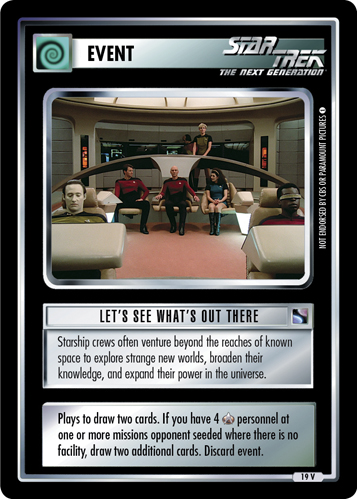 EVENT
STAR TREK
THE NEXT GENERATION
NOT ENDORSED BY CBS OR PARAMOUNT PICTURES
LET'S SEE WHAT'S OUT THERE
Starship crews often venture beyond the reaches of
known space to explore strange new worlds, broaden their
knowledge, and expand their power in the universe.
Plays to draw two cards. If you have 4 personnel at
one or more missions opponent seeded where there is no
facility, draw two additional cards. Discard event.
19 V